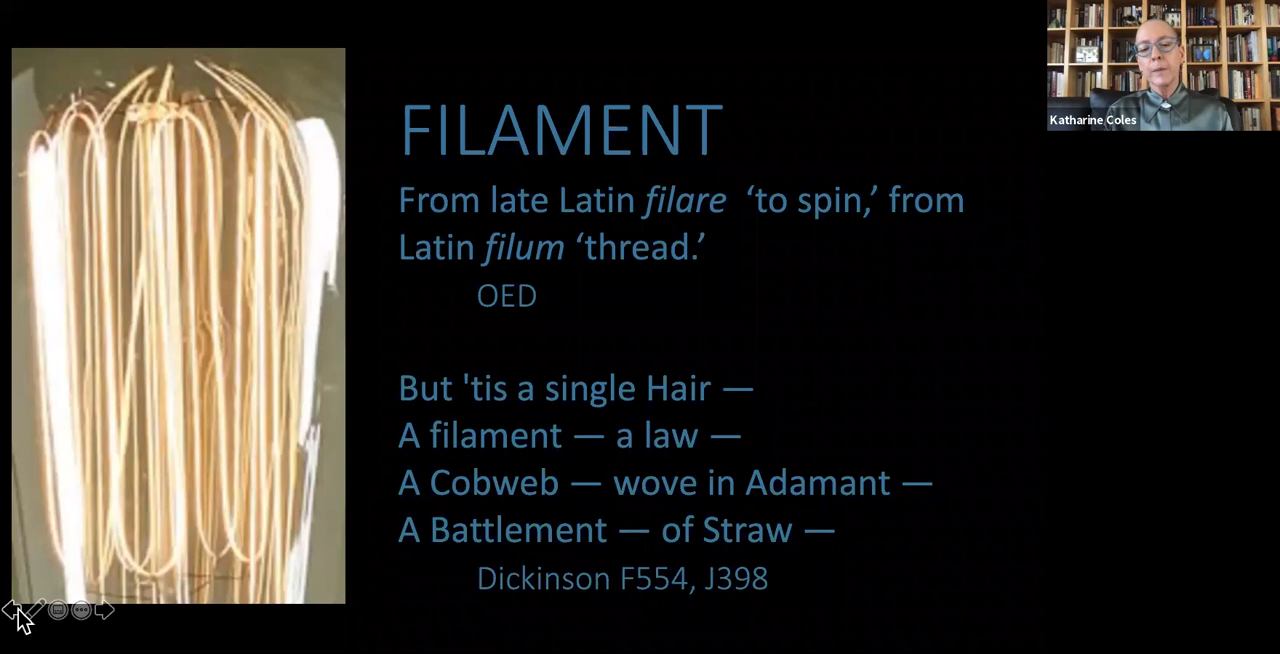 FILAMENT
From late Latin filare ‘to spin,’ from
Latin filum ‘thread.’
OED
But 'tis a single Hair —
A filament — a law —
A Cobweb — wove in Adamant —
A Battlement — of Straw —
Dickinson F554, J398
Katharine Coles